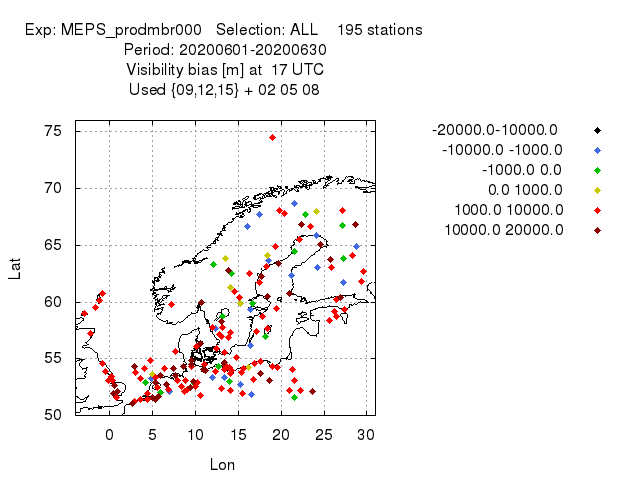 Exp: MEPS_prodmbr000 Selection: ALL 195 stations
Period: 20200601-20200630
Visibility bias [m] at 17 UTC
Used {09,12,15} + 02 05 08
-20000.0-10000.0
-10000.0 -1000.0
-1000.0 0.0
0.0 1000.0
1000.0 10000.0
10000.0 20000.0
75
70
65
60
55
50
Lat
0 5 10 15 20 25 30
Lon